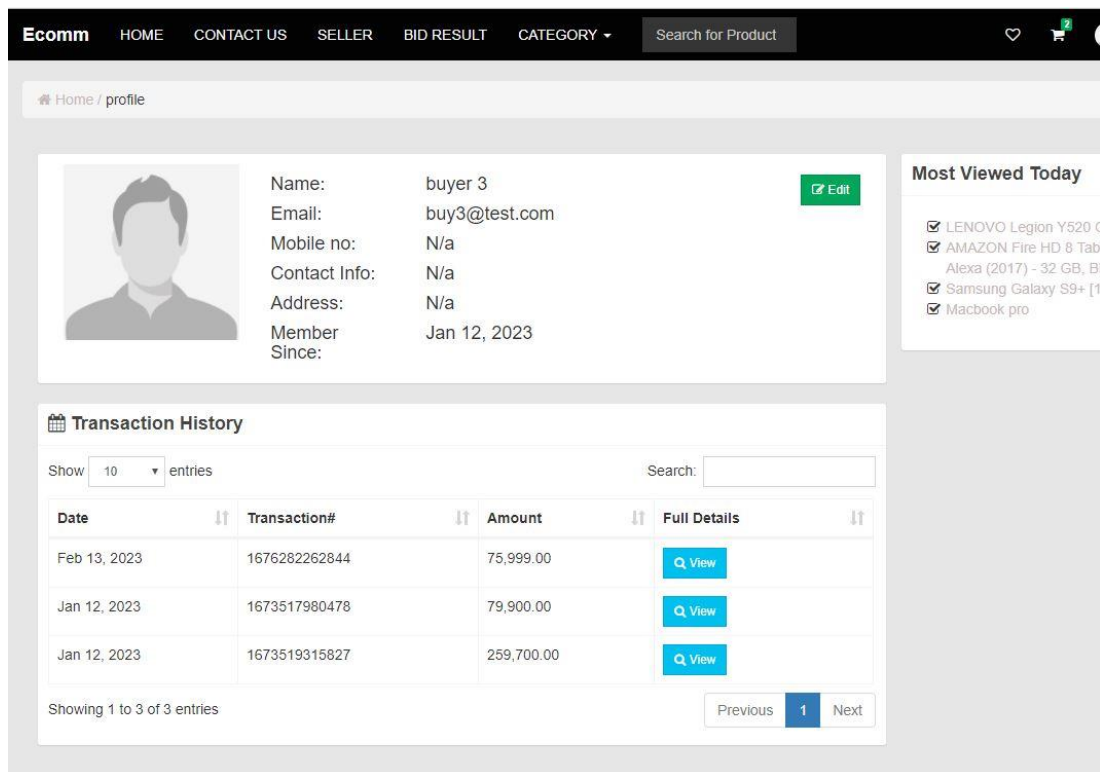 Ecomm HOME CONTACT US SELLER BID RESULT CATEGORY Search for Product 2
Home / profile
Name: buyer 3
Edit
Email: buy3@test.com
Mobile no: N/a
Contact Info: N/a
Address: N/a
Member Since: Jan 12, 2023
Most Viewed Today
LENOVO Legion Y520
AMAZON Fire HD 8
Alexa (2017) - 32 GB,
Samsung Galaxy S9+
Macbook pro
Transaction History
Show 10 entries Search:
Date Transaction# Amount Full Details
Feb 13, 2023 1676282262844 75,999.00 View
Jan 12, 2023 1673517980478 79,900.00 View
Jan 12, 2023 1673519315827 259,700.00 View
Showing 1 to 3 of 3 entries Previous 1 Next